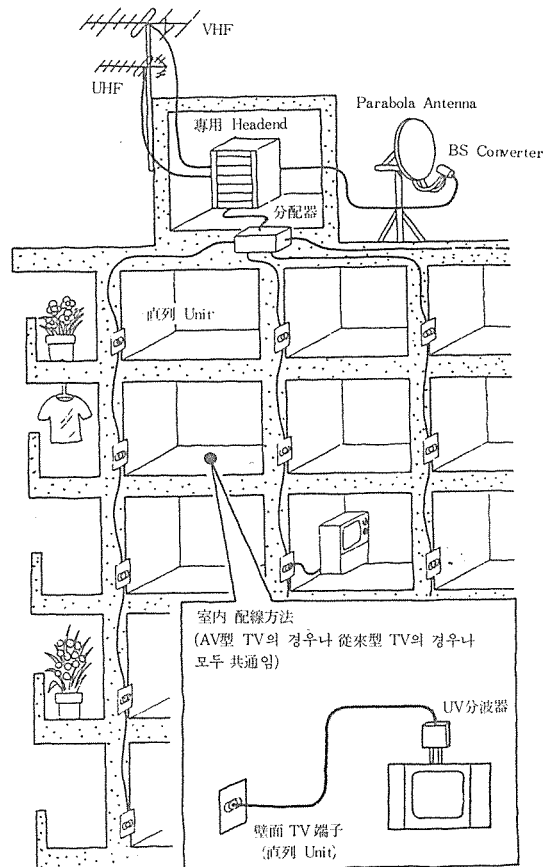 VHF
UHF
Parabola Antenna
專用 Headend
BS Converter
分配器
直列 Unit
室內 配線方法
(AV型 TV의 경우나 從來型 TV의 경우나
모두 共通임)
UV分波器
壁面 TV 端子
(直列 Unit)